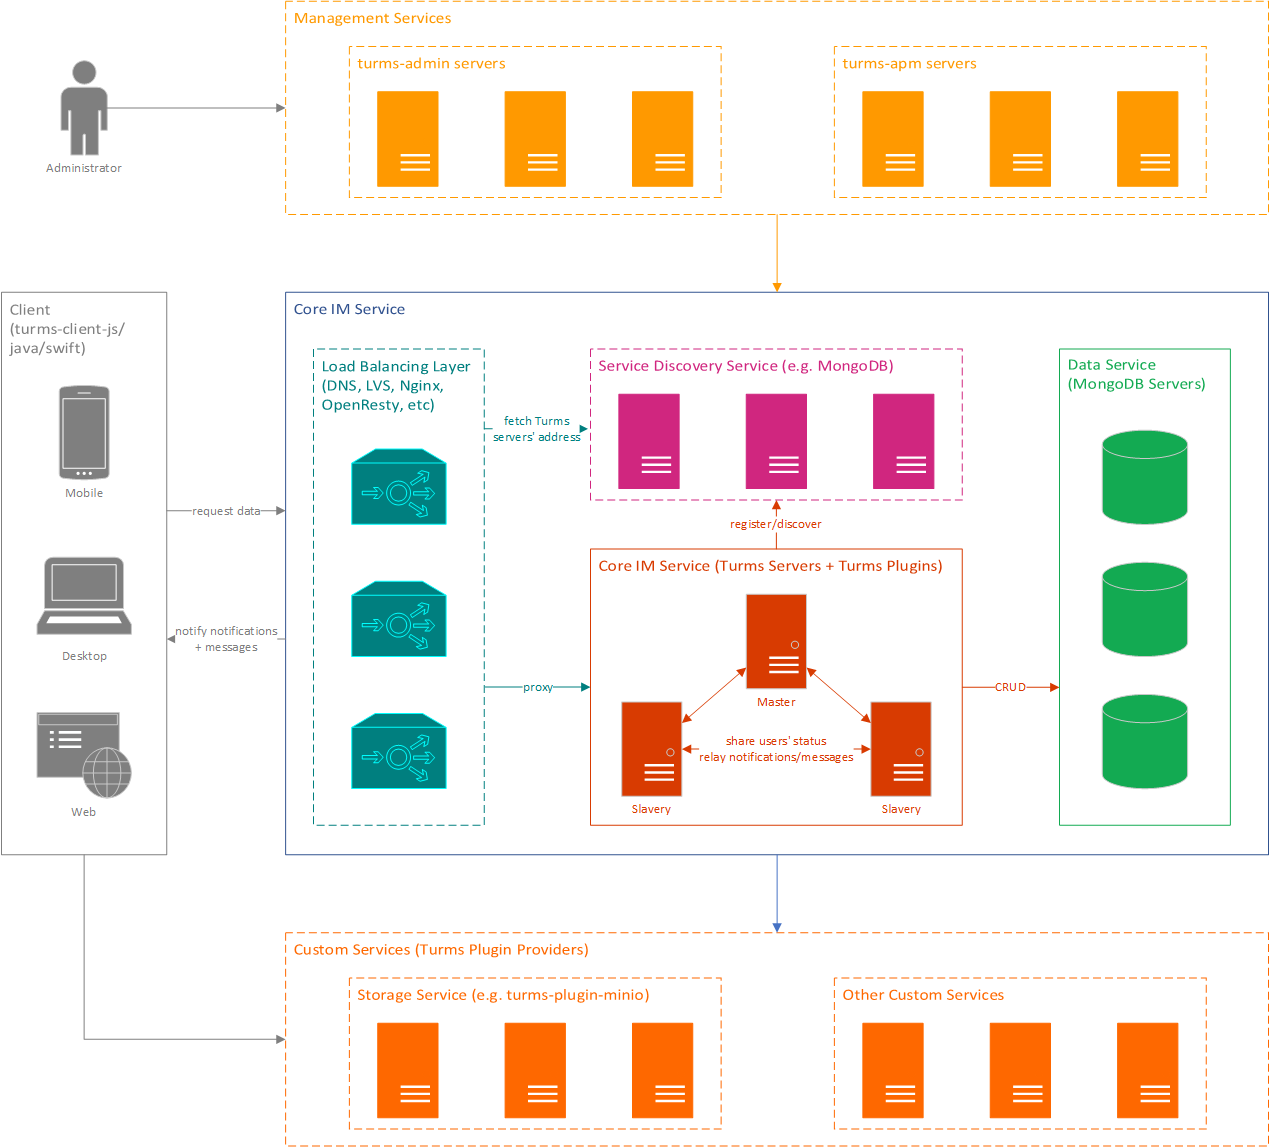 Management Services
turms-admin servers
turms-apm servers
Administrator
Client
(turms-client-js/
java/swift)
Mobile
Desktop
Web
request data
notify notifications
+ messages
Core IM Service
Load Balancing Layer
(DNS, LVS, Nginx,
OpenResty, etc)
fetch Turms
servers' address
proxy
Service Discovery Service (e.g. MongoDB)
register/discover
Core IM Service (Turms Servers + Turms Plugins)
Master
share users' status
relay notifications/messages
Slavery
Slavery
CRUD
Data Service
(MongoDB Servers)
Custom Services (Turms Plugin Providers)
Storage Service (e.g. turms-plugin-minio)
Other Custom Services